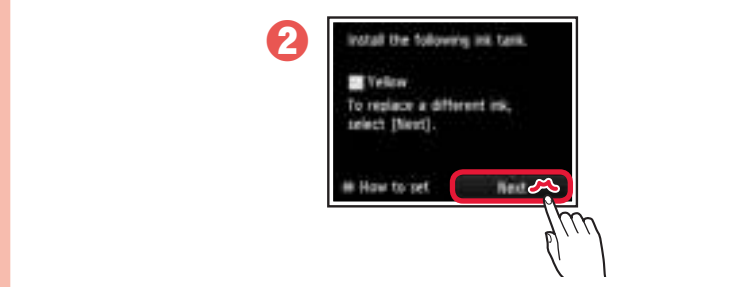 2
Install the following ink tank.
Yellow
To replace a different ink,
select [Next].
How to set
Next